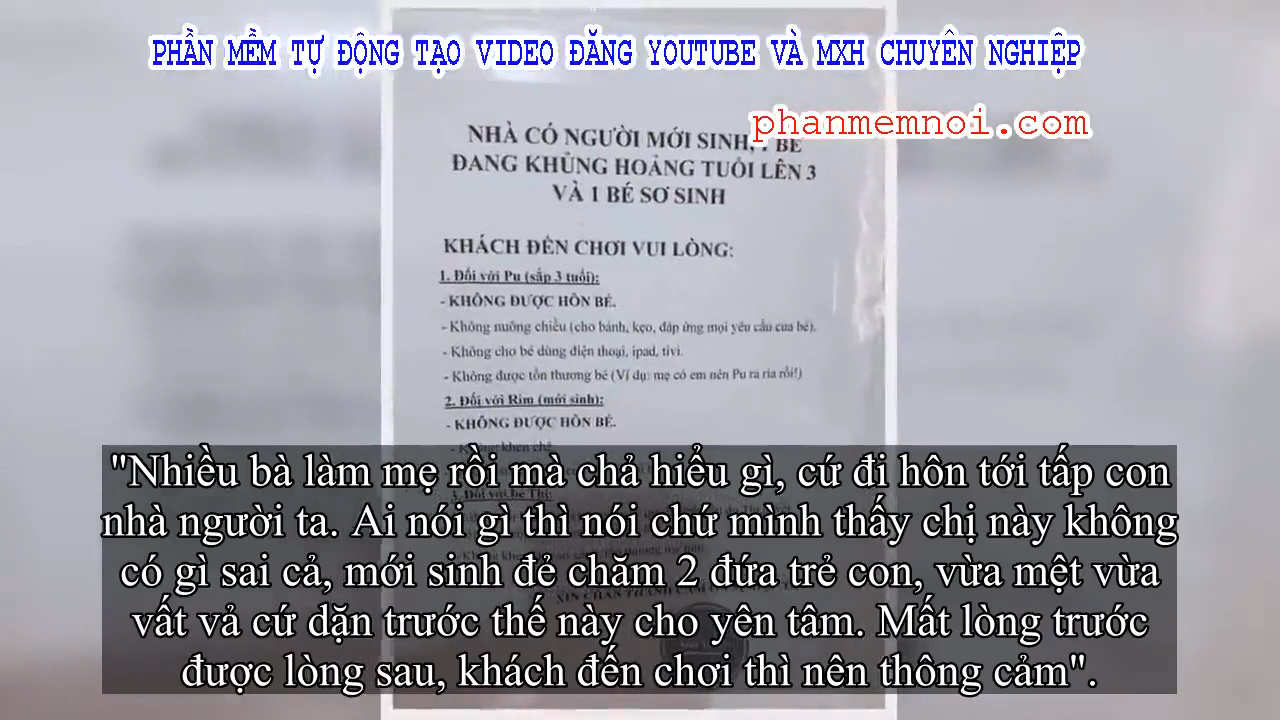 PHẦN MỀM TỰ ĐỘNG TẠO VIDEO ĐĂNG YOUTUBE VÀ MXH CHUYÊN NGHIỆP
phanmemnoi.com
NHÀ CÓ NGƯỜI MỚI SINH, 1 BÉ
ĐANG KHỦNG HOẢNG TUỔI LÊN 3
VÀ 1 BÉ SƠ SINH
KHÁCH ĐẾN CHƠI VUI LÒNG:
1. Đối với Pu (sắp 3 tuổi):
- KHÔNG ĐƯỢC HÔN BÉ.
- Không nuông chiều (cho bánh, kẹo, đáp ứng mọi yêu cầu của bé).
- Không cho bé dùng điện thoại, ipad, tivi.
- Không được tổn thương bé (Ví dụ: mẹ có em nên Pu ra rìa rồi!)
2. Đối với Rim (mới sinh):
- KHÔNG ĐƯỢC HÔN BÉ.
"Nhiều bà làm mẹ rồi mà chả hiểu gì, cứ đi hôn tới tấp con
nhà người ta. Ai nói gì thì nói chứ mình thấy chị này không
có gì sai cả, mới sinh đẻ chăm 2 đứa trẻ con, vừa mệt vừa
vất vả cứ dặn trước thế này cho yên tâm. Mất lòng trước
được lòng sau, khách đến chơi thì nên thông cảm".